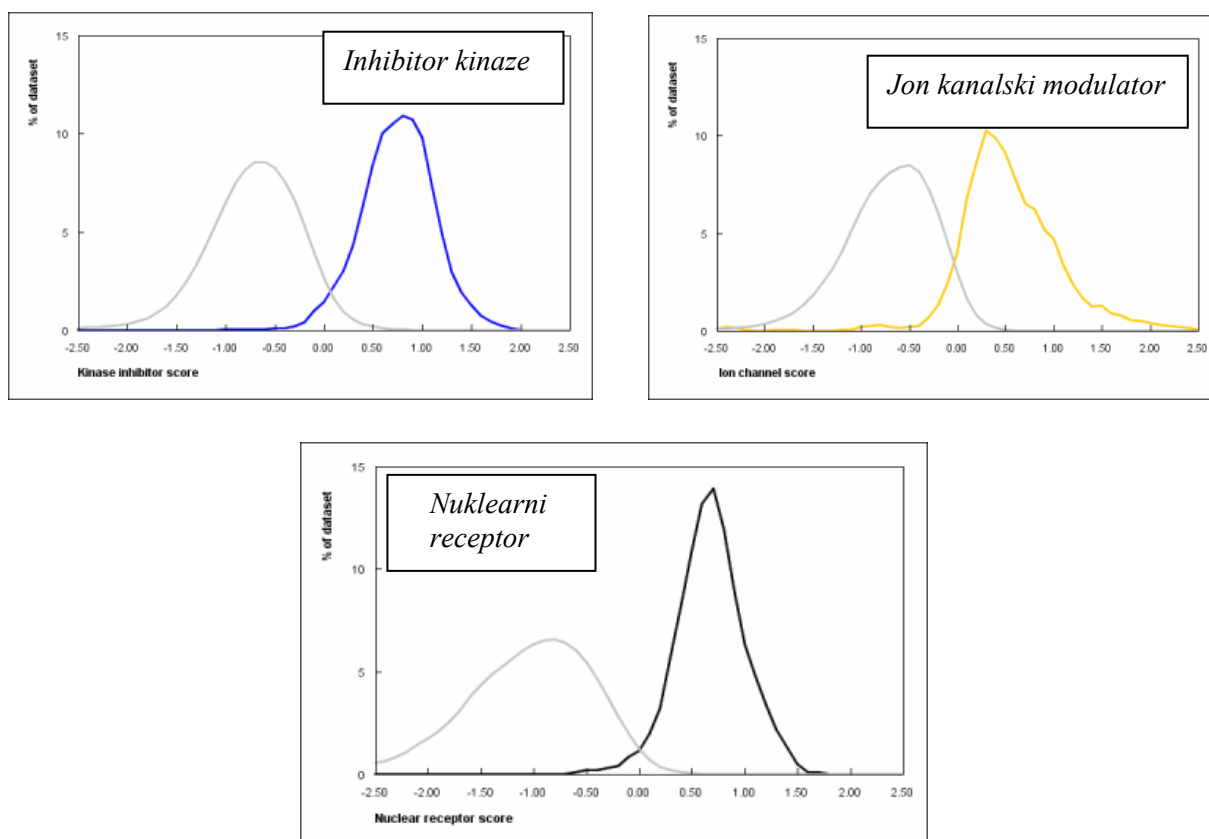 Inhibitor kinaze
% of dataset
15
10
5
0
-2.50 -2.00 -1.50 -1.00 -0.50 0.00 0.50 1.00 1.50 2.00 2.50
Kinase inhibitor score
Jon kanalski modulator
% of dataset
15
10
5
0
-2.50 -2.00 -1.50 -1.00 -0.50 0.00 0.50 1.00 1.50 2.00 2.50
Ion channel score
Nuklearni
receptor
% of dataset
15
10
5
0
-2.50 -2.00 -1.50 -1.00 -0.50 0.00 0.50 1.00 1.50 2.00 2.50
Nuclear receptor score